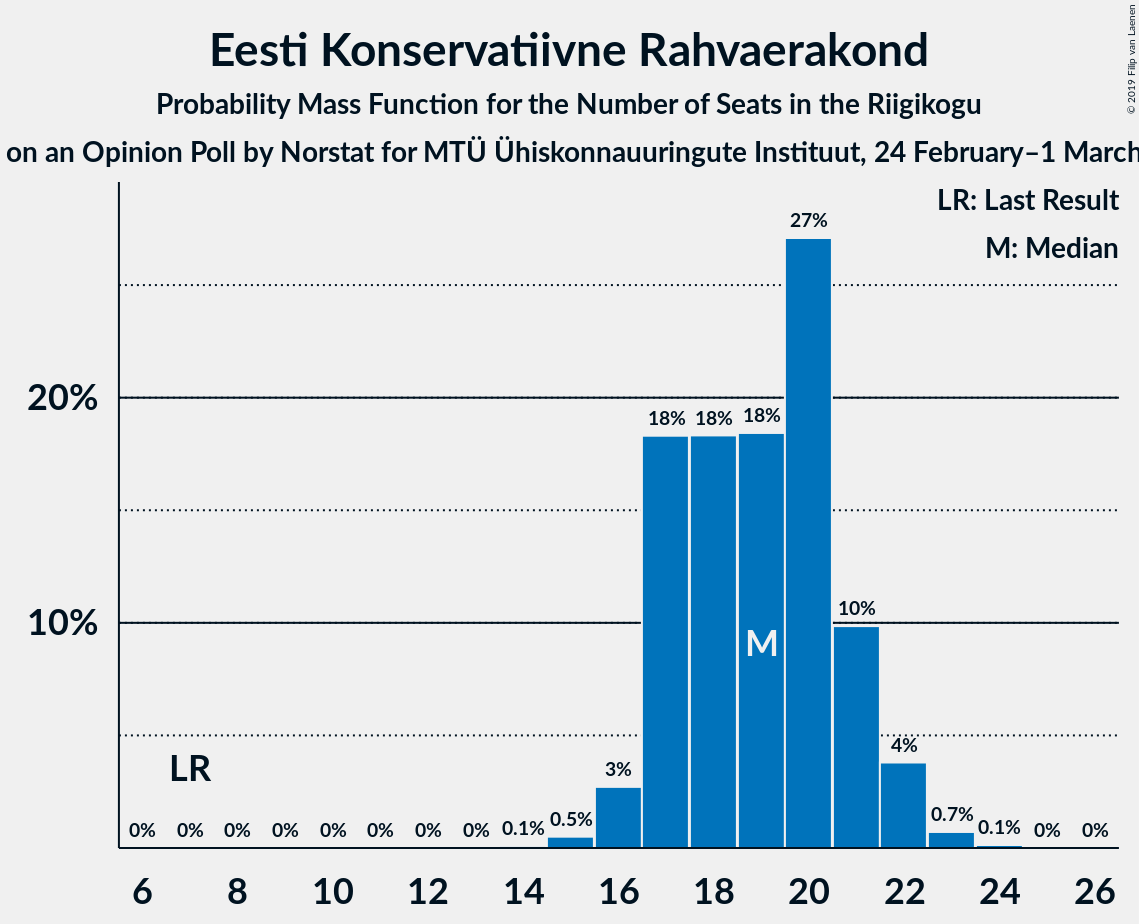 Eesti Konservatiivne Rahvaerakond
Probability Mass Function for the Number of Seats in the Riigikogu
on an Opinion Poll by Norstat for MTÜ Ühiskonnauuringute Instituut, 24 February–1 March
© 2019 Filip van Laenen
LR: Last Result
M: Median
27%
20%
18% 18% 18%
10%
10%
M
4%
LR
3%
0% 0% 0% 0% 0% 0% 0% 0% 0.1% 0.5% 0.7% 0.1% 0% 0%
6 8 10 12 14 16 18 20 22 24 26